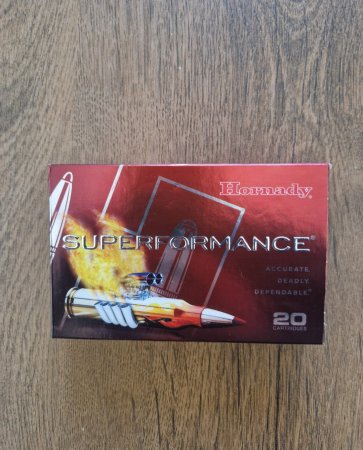 Hornady®
SUPERFORMANCE®
ACCURATE.
DEADLY.
DEPENDABLE.®
20
CARTRIDGES